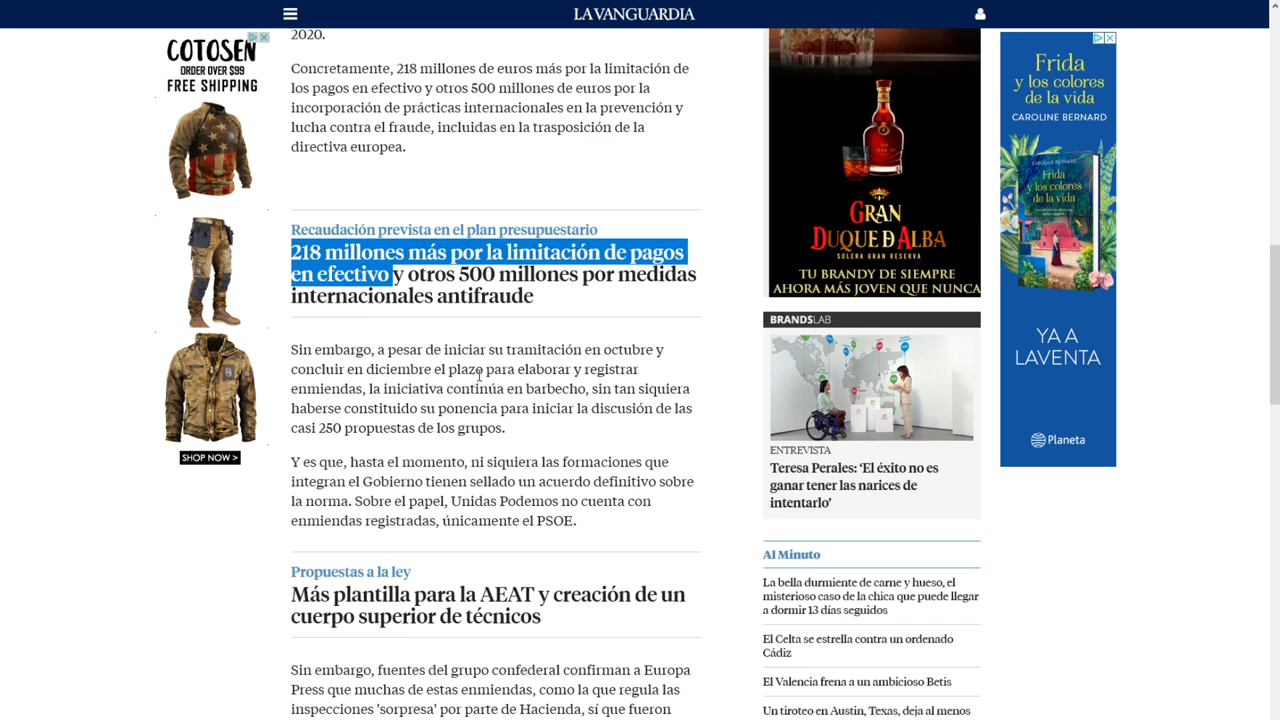 LA VANGUARDIA
2020.
Concretamente, 218 millones de euros más por la limitación de
los pagos en efectivo y otros 500 millones de euros por la
incorporación de prácticas internacionales en la prevención y
lucha contra el fraude, incluidas en la trasposición de la
directiva europea.
Recaudación prevista en el plan presupuestario
218 millones más por la limitación de pagos
en efectivo y otros 500 millones por medidas
internacionales antifraude
Sin embargo, a pesar de iniciar su tramitación en octubre y
concluir en diciembre el plazo para elaborar y registrar
enmiendas, la iniciativa continúa en barbecho, sin tan siquiera
haberse constituido su ponencia para iniciar la discusión de las
casi 250 propuestas de los grupos.
Y es que, hasta el momento, ni siquiera las formaciones que
integran el Gobierno tienen sellado un acuerdo definitivo sobre
la norma. Sobre el papel, Unidas Podemos no cuenta con
enmiendas registradas, únicamente el PSOE.
Propuestas a la ley
Más plantilla para la AEAT y creación de un
cuerpo superior de técnicos
Sin embargo, fuentes del grupo confederal confirman a Europa
Press que muchas de estas enmiendas, como la que regula las
inspecciones 'sorpresa' por parte de Hacienda, sí que fueron
COTOSEN
ORDER OVER $99
FREE SHIPPING
SHOP NOW >
GRAN
DUQUE D ALBA
SOLERA GRAN RESERVA
TU BRANDY DE SIEMPRE
AHORA MÁS JOVEN QUE NUNCA
BRANDSLAB
ENTREVISTA
Teresa Perales: ‘El éxito no es
ganar tener las narices de
intentarlo’
Al Minuto
La bella durmiente de carne y hueso, el
misterioso caso de la chica que puede llegar
a dormir 13 días seguidos
El Celta se estrella contra un ordenado
Cádiz
El Valencia frena a un ambicioso Betis
Un tiroteo en Austin, Texas, deja al menos
Frida
y los colores
de la vida
CAROLINE BERNARD
CAROLINE BERNARD
Frida
y los colores
de la vida
YA A
LA VENTA
Planeta